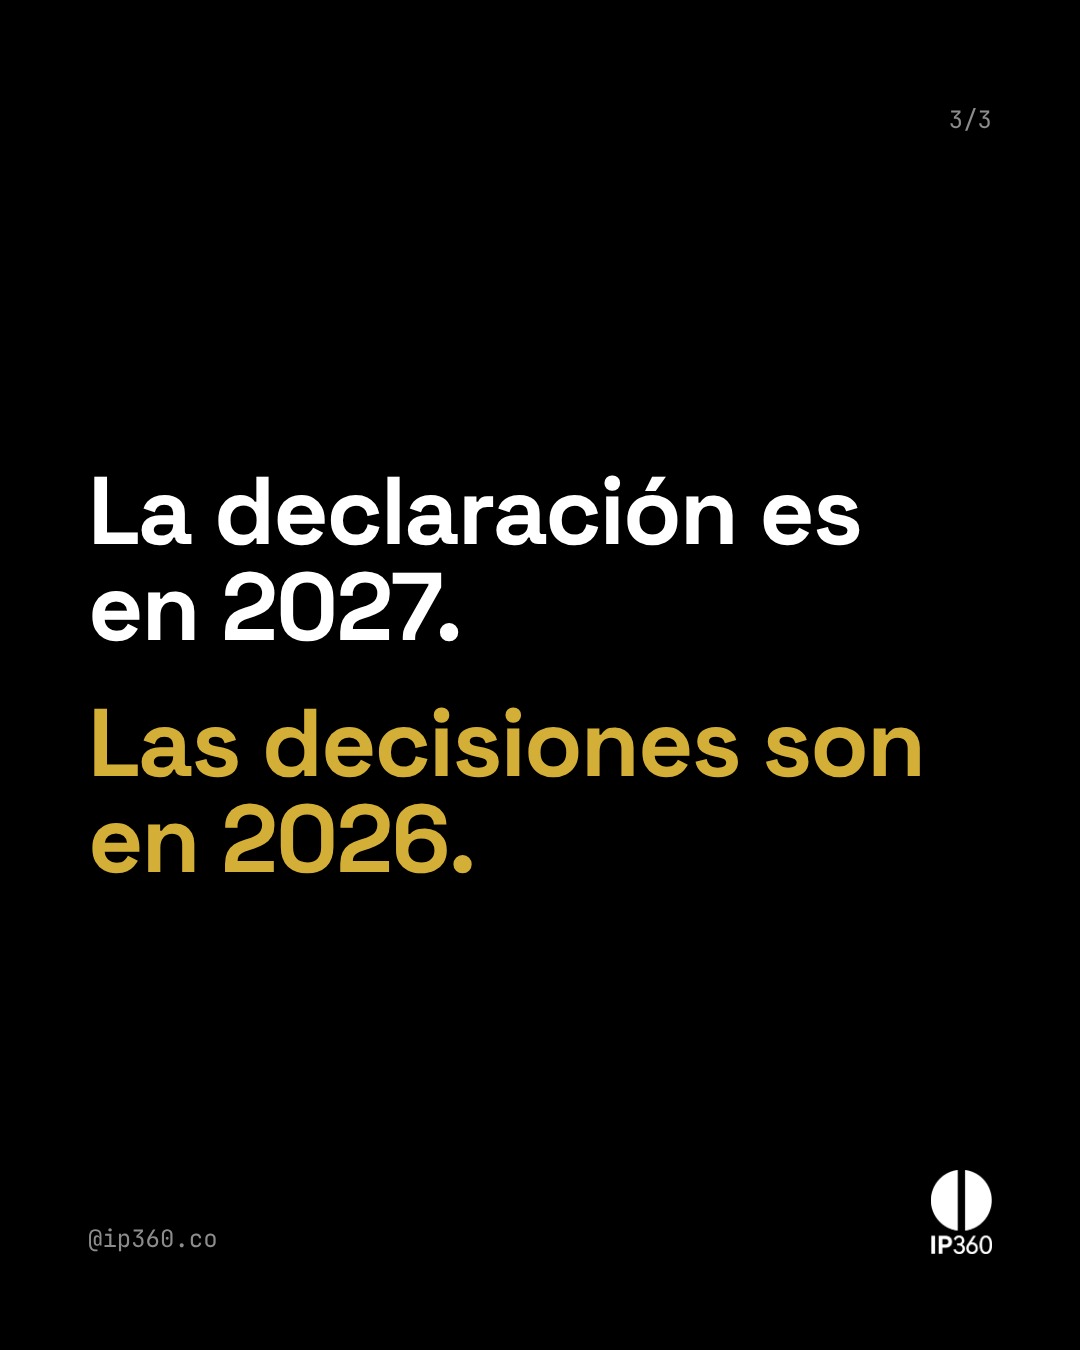 3/3
La declaración es
en 2027.
Las decisiones son
en 2026.
@ip360.co
IP360